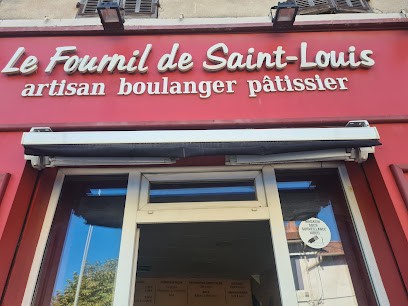 Le Fournil de Saint-Louis
artisan boulanger pâtissier